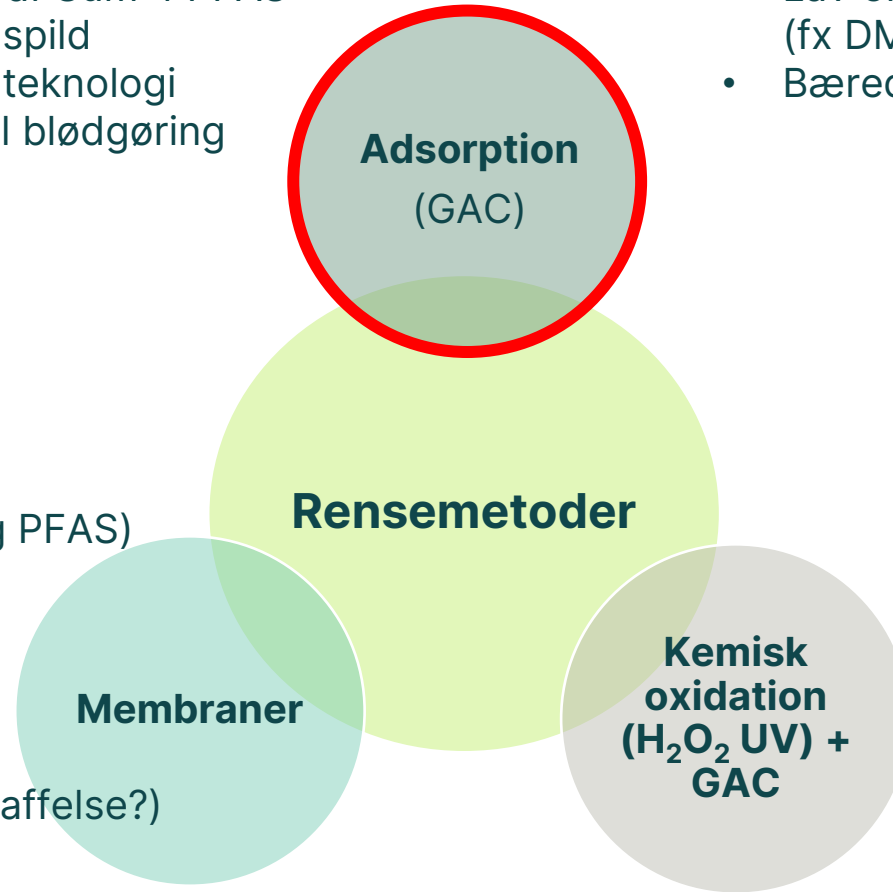 spild
(fx DM
teknologi
• Bæred
l blødgøring
Adsorption
(GAC)
g PFAS)
Rensemetoder
Membraner
Kemisk
oxidation
(H₂O₂ UV) +
GAC
affelse?)